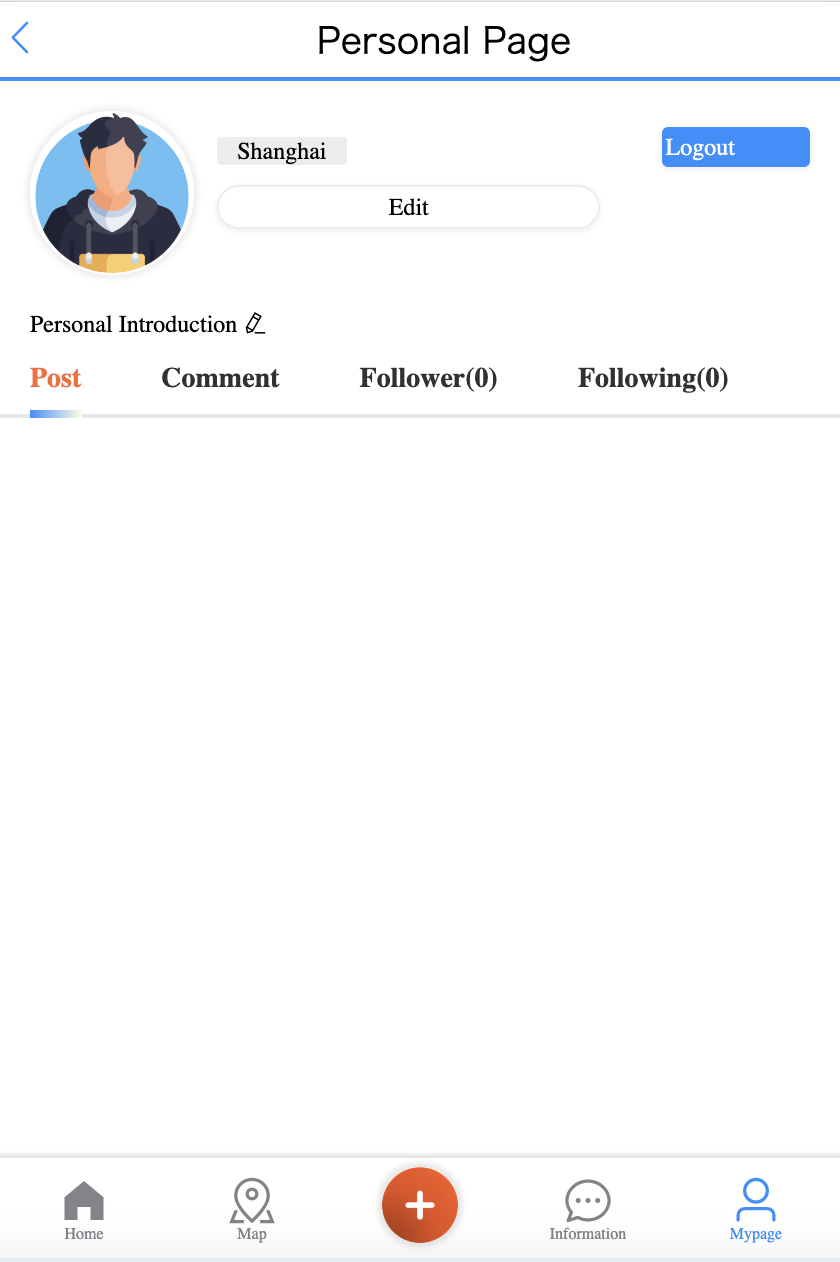 Personal Page
Shanghai
Logout
Edit
Personal Introduction
Post Comment Follower(0) Following(0)
Home Map Information Mypage